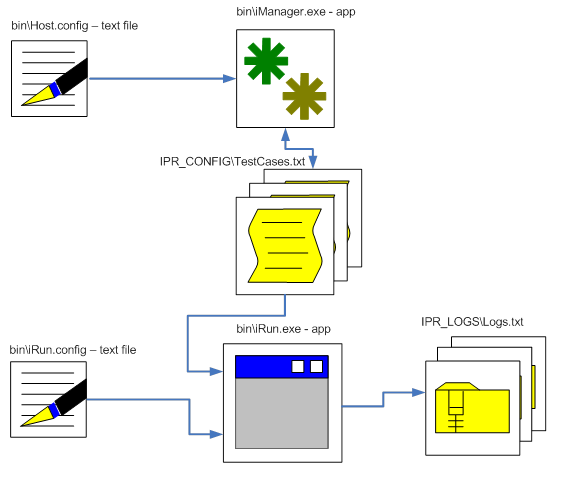 bin\Host.config – text file
bin\iManager.exe - app
IPR_CONFIG\TestCases.txt
bin\iRun.exe - app
IPR_LOGS\Logs.txt
bin\iRun.config – text file